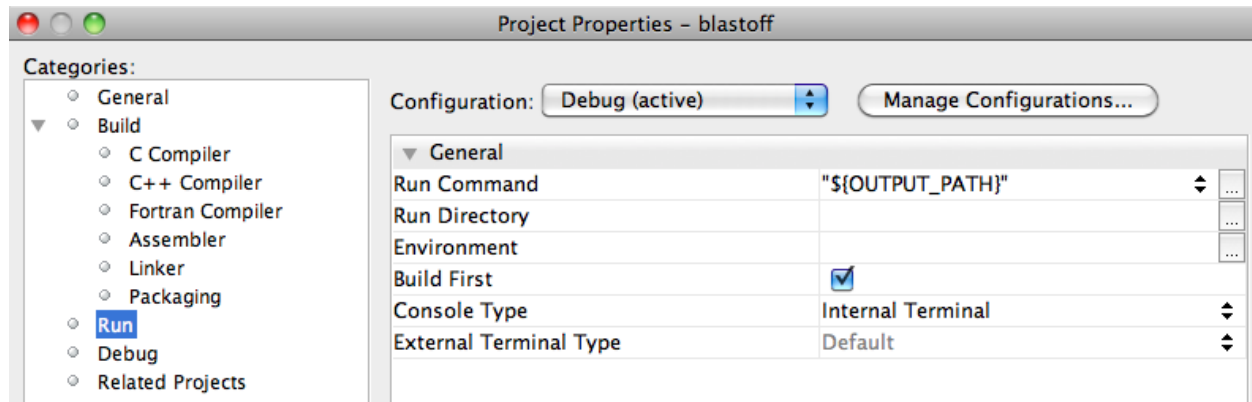 Project Properties – blastoff
Categories:
General
Build
C Compiler
C++ Compiler
Fortran Compiler
Assembler
Linker
Packaging
Run
Debug
Related Projects
Configuration: Debug (active) Manage Configurations...
General
Run Command "${OUTPUT_PATH}" ...
Run Directory ...
Environment ...
Build First
Console Type Internal Terminal
External Terminal Type Default